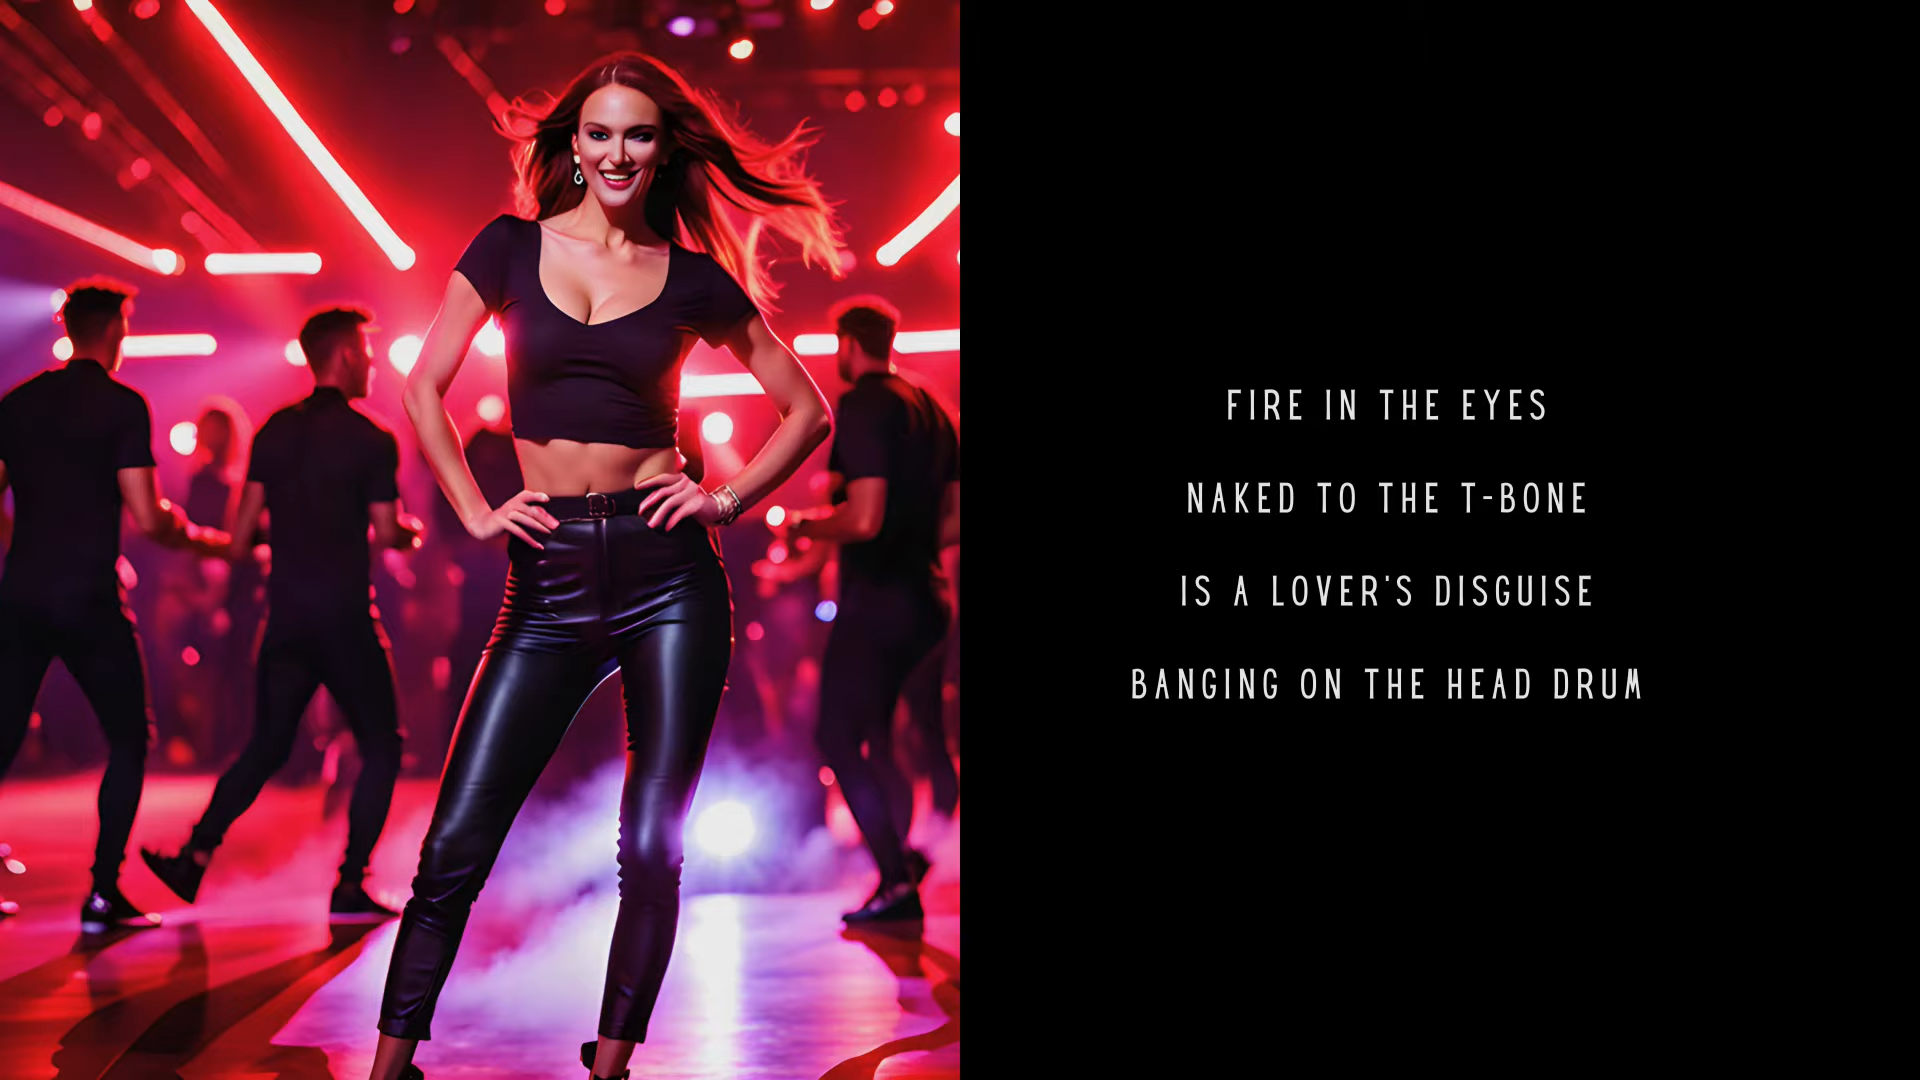 FIRE IN THE EYES
NAKED TO THE T-BONE
IS A LOVER'S DISGUISE
BANGING ON THE HEAD DRUM